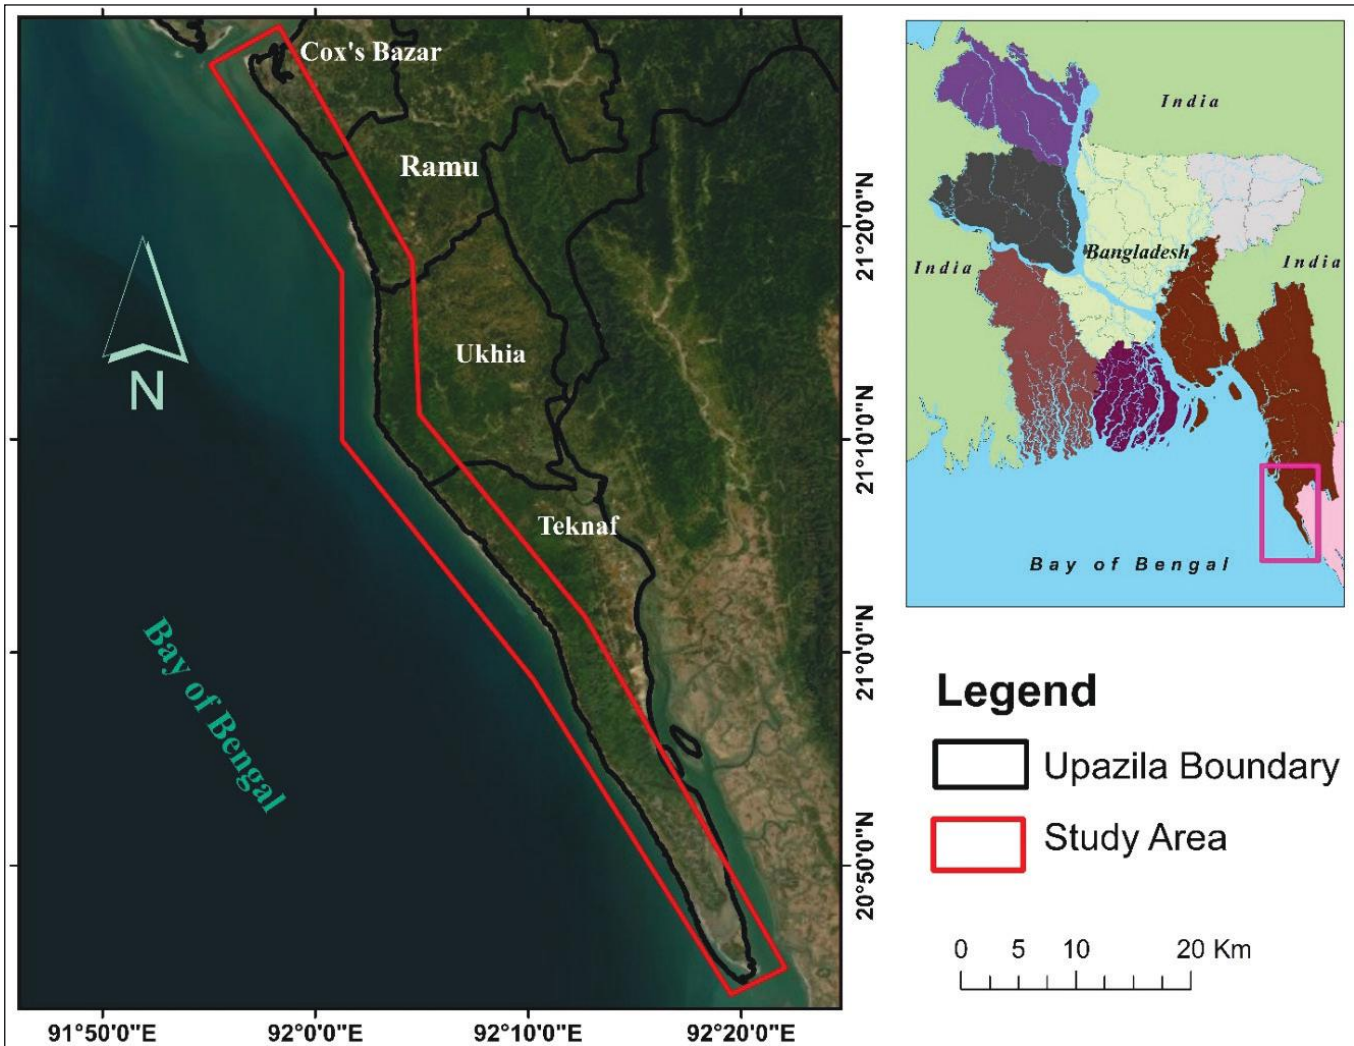 Cox's Bazar
Ramu
Ukhia
Teknaf
N
Bay of Bengal
21°20'0"N
21°10'0"N
21°0'0"N
20°50'0"N
91°50'0"E
92°0'0"E
92°10'0"E
92°20'0"E
India
Bangladesh
India
India
Bay of Bengal
Legend
Upazila Boundary
Study Area
0 5 10 20 Km